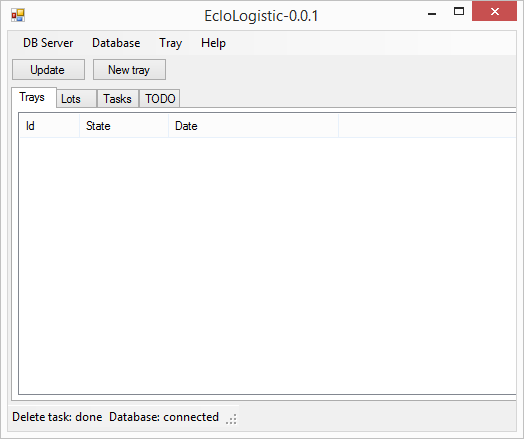 EcloLogistic-0.0.1
DB Server Database Tray Help
Update New tray
Trays Lots Tasks TODO
Id State Date
Delete task: done Database: connected